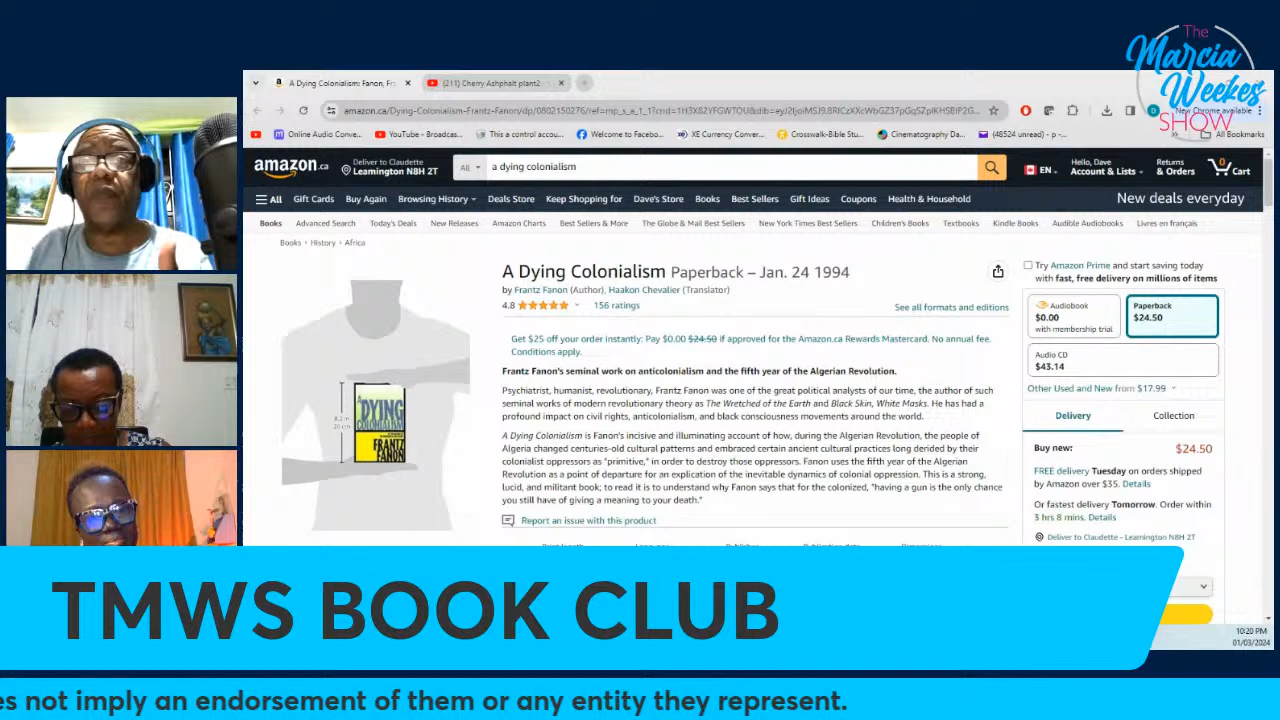 The
Marcia
Weekes
SHOW
A Dying Colonialism: Fanon, Fr
(211) Cherry Ashphalt plant2
New Chrome available
Online Audio Conve...
YouTube - Broadcas...
This a control accou...
Welcome to Facebo...
XE Currency Conver...
Crosswalk-Bible Stu...
Cinematography Da...
(48524 unread) - p -...
All Bookmarks
amazon.ca
Deliver to Claudette
Leamington N8H 2T
All
a dying colonialism
EN
Hello, Dave
Account & Lists
Returns
& Orders
0
Cart
All Gift Cards Buy Again Browsing History Deals Store Keep Shopping for Dave's Store Books Best Sellers Gift Ideas Coupons Health & Household New deals everyday
Books Advanced Search Today's Deals New Releases Amazon Charts Best Sellers & More The Globe & Mail Best Sellers New York Times Best Sellers Children's Books Textbooks Kindle Books Audible Audiobooks Livres en français
Books › History › Africa
A DYING COLONIALISM
FRANTZ FANON
A Dying Colonialism Paperback – Jan. 24 1994
by Frantz Fanon (Author), Haakon Chevalier (Translator)
4.8 156 ratings
See all formats and editions
Get $25 off your order instantly: Pay $0.00 $24.50 if approved for the Amazon.ca Rewards Mastercard. No annual fee.
Conditions apply.
Frantz Fanon's seminal work on anticolonialism and the fifth year of the Algerian Revolution.
Psychiatrist, humanist, revolutionary, Frantz Fanon was one of the great political analysts of our time, the author of such
seminal works of modern revolutionary theory as The Wretched of the Earth and Black Skin, White Masks. He has had a
profound impact on civil rights, anticolonialism, and black consciousness movements around the world.
A Dying Colonialism is Fanon's incisive and illuminating account of how, during the Algerian Revolution, the people of
Algeria changed centuries-old cultural patterns and embraced certain ancient cultural practices long derided by their
colonialist oppressors as "primitive," in order to destroy those oppressors. Fanon uses the fifth year of the Algerian
Revolution as a point of departure for an explication of the inevitable dynamics of colonial oppression. This is a strong,
lucid, and militant book; to read it is to understand why Fanon says that for the colonized, "having a gun is the only chance
you still have of giving a meaning to your death."
Report an issue with this product
Try Amazon Prime and start saving today
with fast, free delivery on millions of items
Audiobook
$0.00
with membership trial
Paperback
$24.50
Audio CD
$43.14
Other Used and New from $17.99
Delivery
Collection
Buy new: $24.50
FREE delivery Tuesday on orders shipped
by Amazon over $35. Details
Or fastest delivery Tomorrow. Order within
3 hrs 8 mins. Details
Deliver to Claudette - Leamington N8H 2T
10:20 PM
01/03/2024
TMWS BOOK CLUB
es not imply an endorsement of them or any entity they represent.